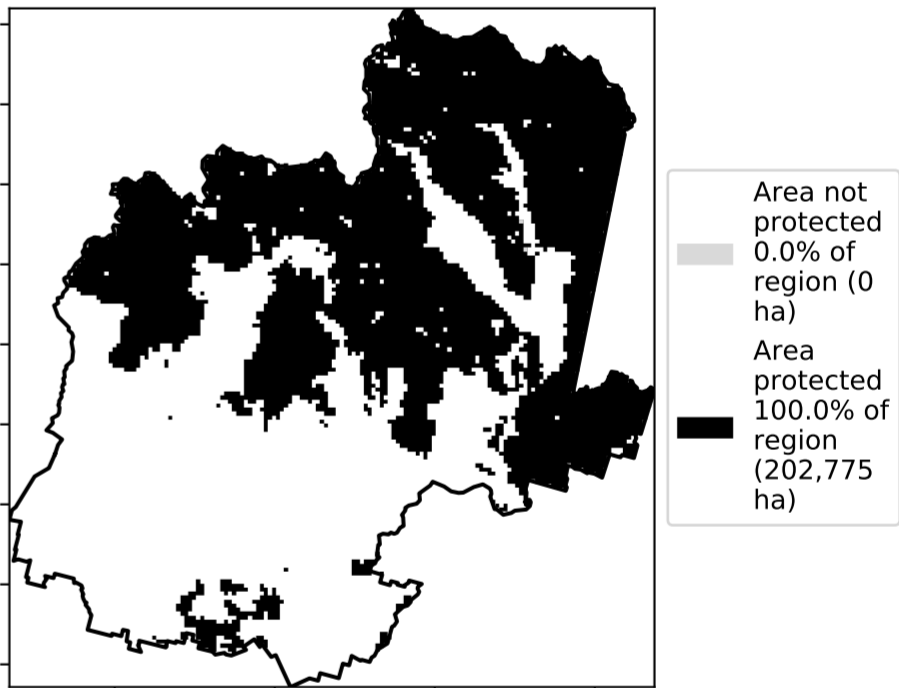 Area not
protected
0.0% of
region (0
ha)
Area
protected
100.0% of
region
(202,775
ha)